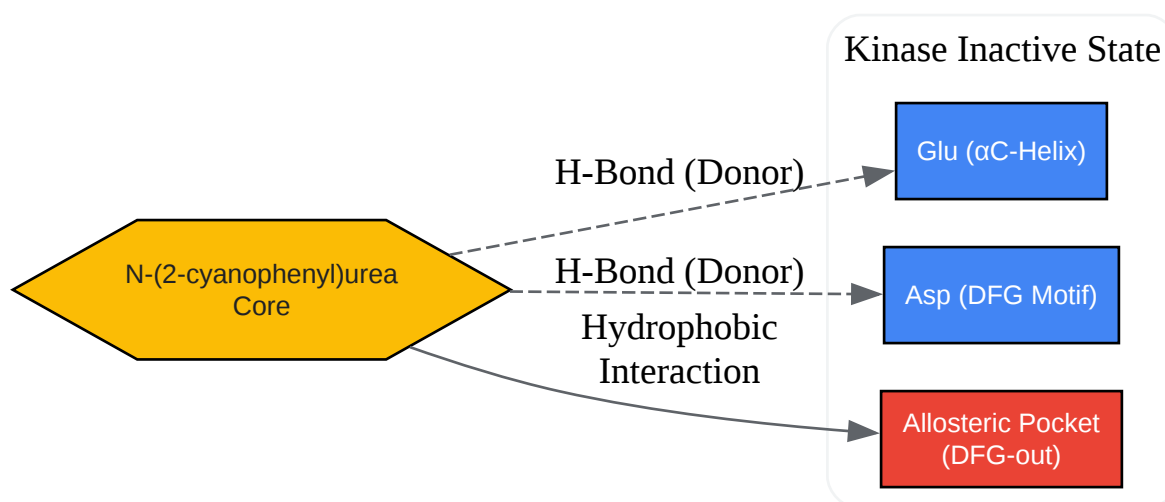 Kinase Inactive State
Glu (αC-Helix)
H-Bond (Donor)
N-(2-cyanophenyl)urea
Core
H-Bond (Donor)
Asp (DFG Motif)
Hydrophobic
Interaction
Allosteric Pocket
(DFG-out)